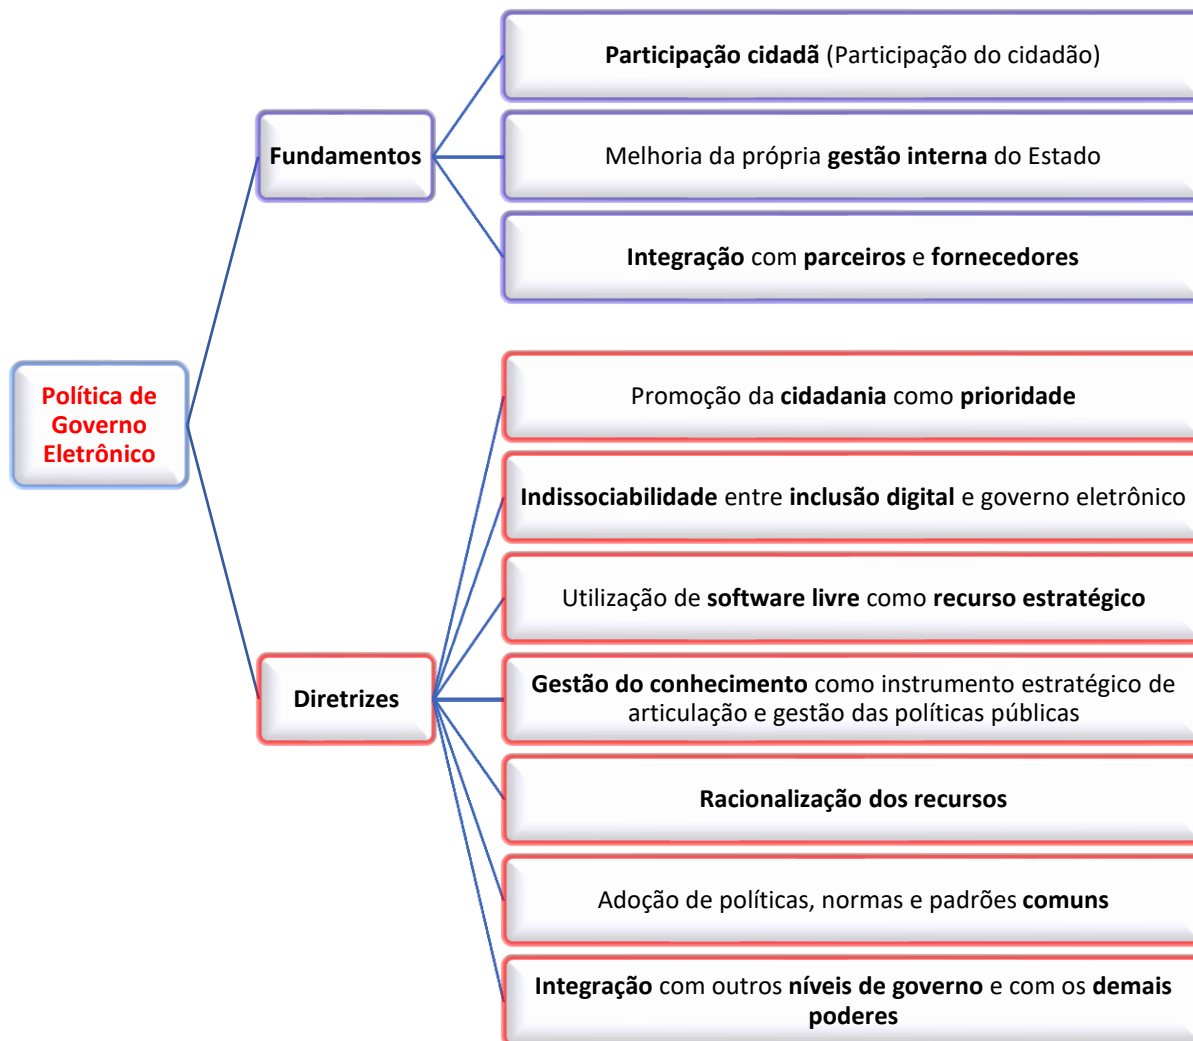 Política de
Governo
Eletrônico
Fundamentos
Participação cidadã (Participação do cidadão)
Melhoria da própria gestão interna do Estado
Integração com parceiros e fornecedores
Diretrizes
Promoção da cidadania como prioridade
Indissociabilidade entre inclusão digital e governo eletrônico
Utilização de software livre como recurso estratégico
Gestão do conhecimento como instrumento estratégico de
articulação e gestão das políticas públicas
Racionalização dos recursos
Adoção de políticas, normas e padrões comuns
Integração com outros níveis de governo e com os demais
poderes